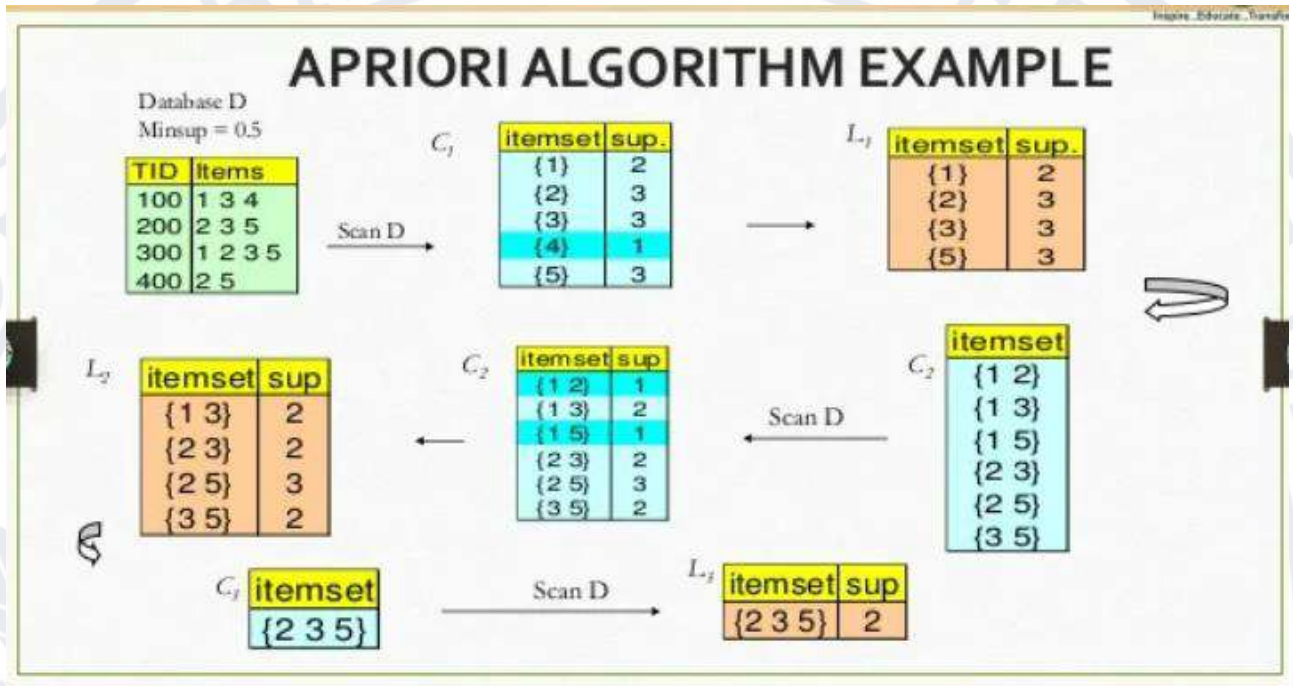 Inspire...Educate...Transfo
APRIORI ALGORITHM EXAMPLE
Database D
Minsup = 0.5
TID Items
100 1 3 4
200 2 3 5
300 1 2 3 5
400 2 5
Scan D
C1
itemset sup.
{1} 2
{2} 3
{3} 3
{4} 1
{5} 3
L1
itemset sup.
{1} 2
{2} 3
{3} 3
{5} 3
C2
itemset
{1 2}
{1 3}
{1 5}
{2 3}
{2 5}
{3 5}
Scan D
C2
itemset sup
{1 2} 1
{1 3} 2
{1 5} 1
{2 3} 2
{2 5} 3
{3 5} 2
L2
itemset sup
{1 3} 2
{2 3} 2
{2 5} 3
{3 5} 2
C3
itemset
{2 3 5}
Scan D
L3
itemset sup
{2 3 5} 2